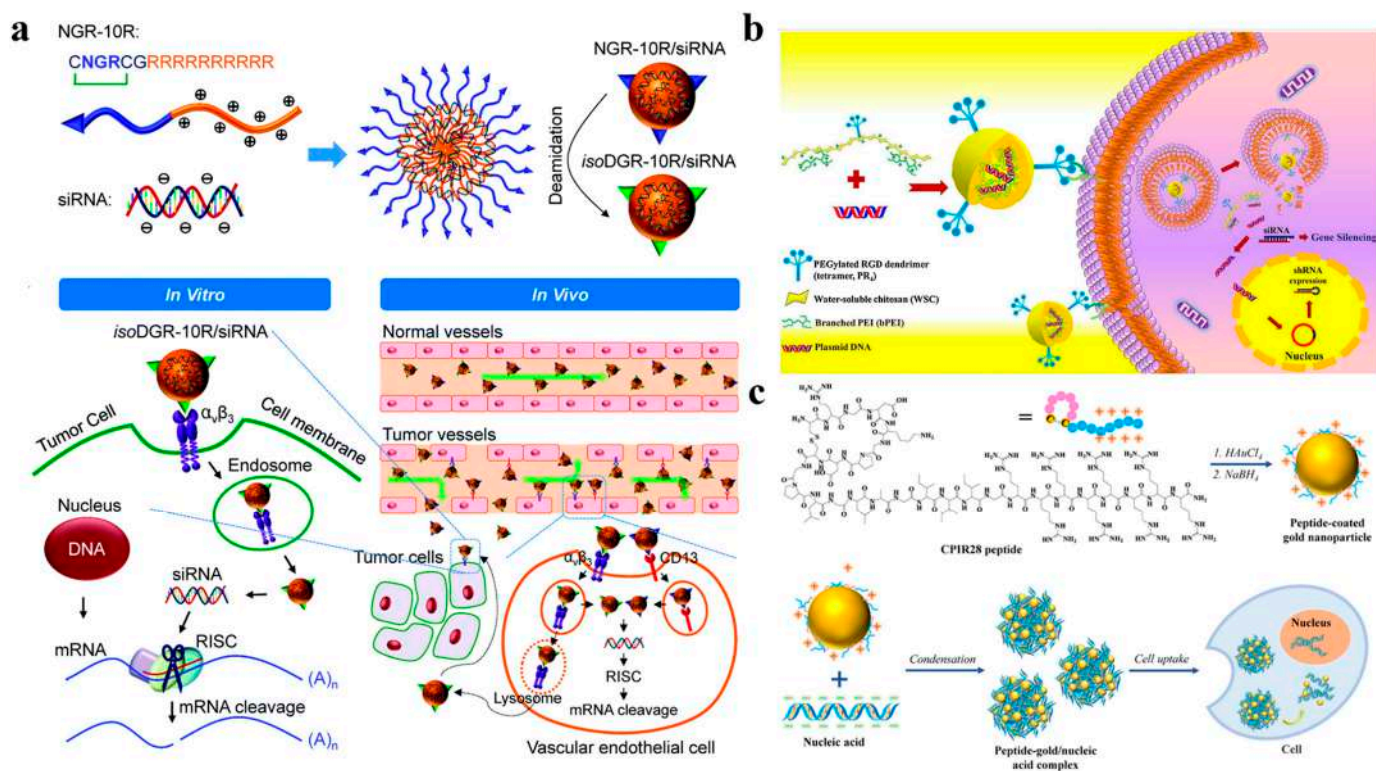 a
NGR-10R:
CNGRCGRRRRRRRRRR
siRNA:
NGR-10R/siRNA
Deamidation
isoDGR-10R/siRNA
In Vitro
isoDGR-10R/siRNA
αvβ3
Tumor Cell
Cell membrane
Endosome
Nucleus
DNA
siRNA
mRNA
RISC
(A)n
mRNA cleavage
(A)n
In Vivo
Normal vessels
Tumor vessels
Tumor cells
αvβ3
CD13
Lysosome
RISC
mRNA cleavage
Vascular endothelial cell
b
PEGylated RGD dendrimer
(tetramer, PR4)
Water-soluble chitosan (WSC)
Branched PEI (bPEI)
Plasmid DNA
siRNA
Gene Silencing
shRNA
expression
Nucleus
c
CPIR28 peptide
1. HAuCl4
2. NaBH4
Peptide-coated
gold nanoparticle
Nucleic acid
Condensation
Peptide-gold/nucleic
acid complex
Cell uptake
Nucleus
Cell